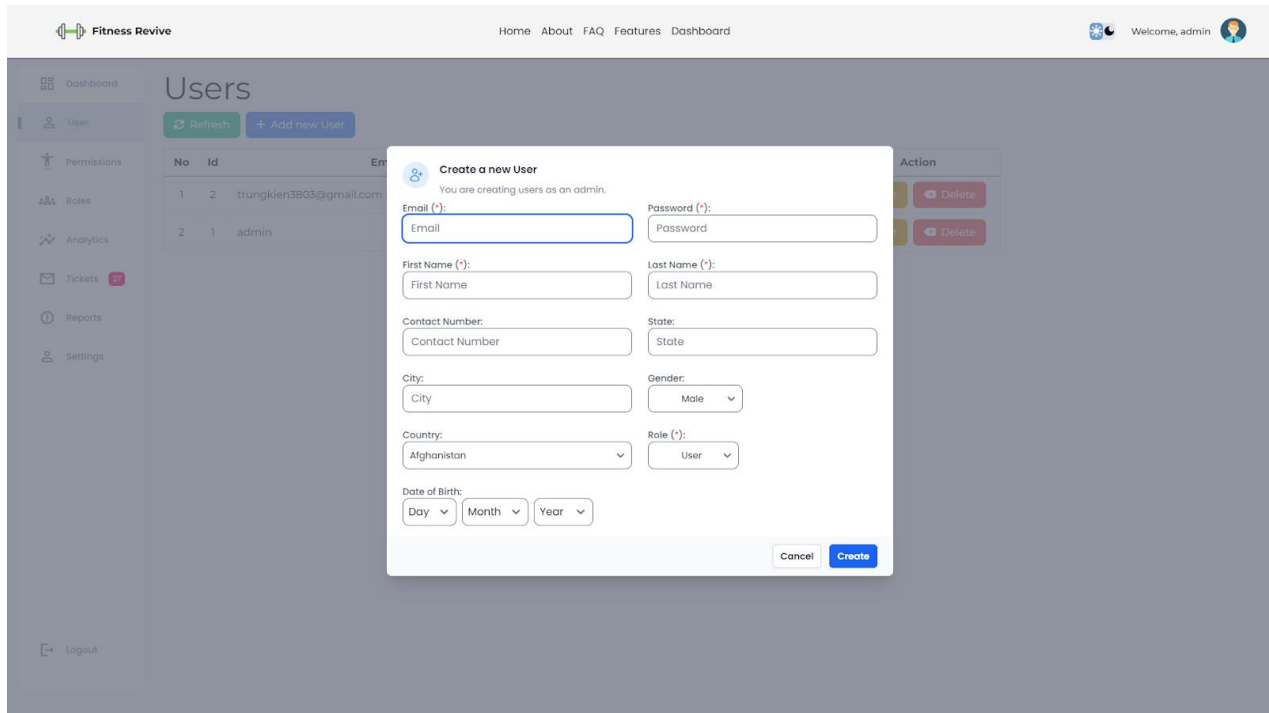 Fitness Revive
Home About FAQ Features Dashboard
Welcome, admin
Dashboard
User
Permissions
Roles
Analytics
Tickets 27
Reports
Settings
Logout
Users
Refresh + Add new User
No Id Em Action
1 2 trungkien3803@gmail.com Delete
2 1 admin Delete
Create a new User
You are creating users as an admin.
Email (*): Password (*):
Email Password
First Name (*): Last Name (*):
First Name Last Name
Contact Number: State:
Contact Number State
City: Gender:
City Male
Country: Role (*):
Afghanistan User
Date of Birth:
Day Month Year
Cancel Create